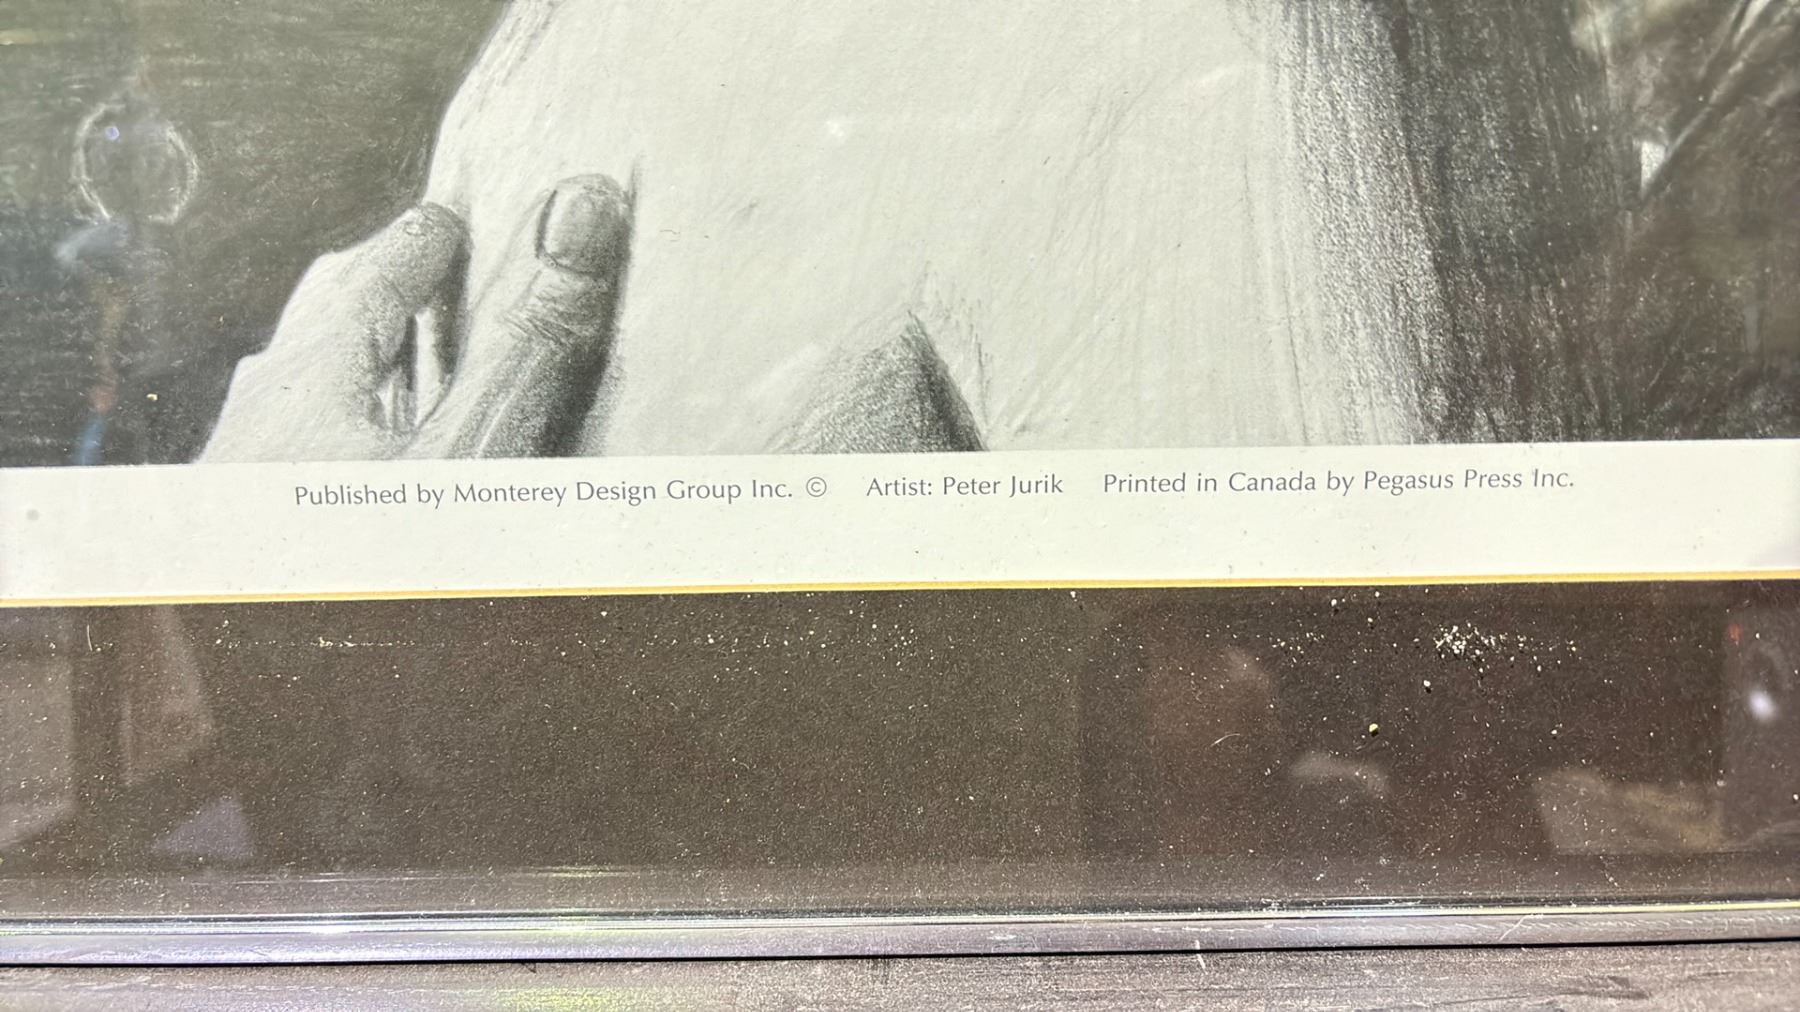 Published by Monterey Design Group Inc. © Artist: Peter Jurik Printed in Canada by Pegasus Press Inc.